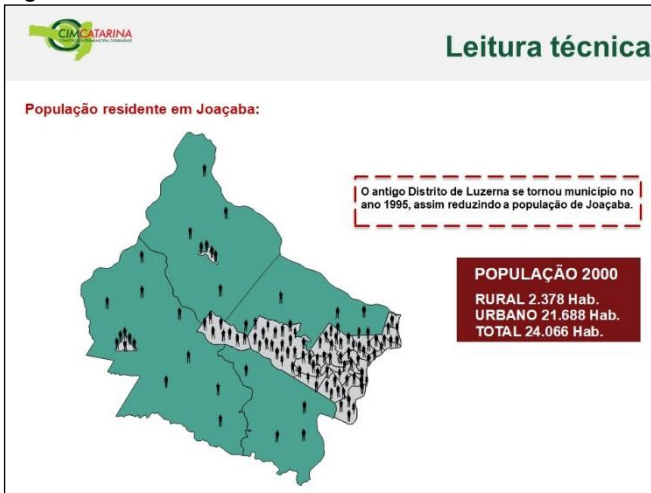 CIMCATARINA
Leitura técnica
População residente em Joaçaba:
O antigo Distrito de Luzerna se tornou município no
ano 1995, assim reduzindo a população de Joaçaba.
POPULAÇÃO 2000
RURAL 2.378 Hab.
URBANO 21.688 Hab.
TOTAL 24.066 Hab.